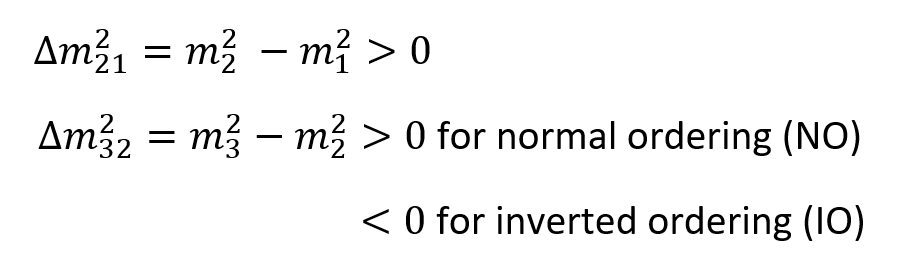 Δm²₂₁ = m²₂ − m²₁ > 0
Δm²₃₂ = m²₃ − m²₂ > 0 for normal ordering (NO)
< 0 for inverted ordering (IO)